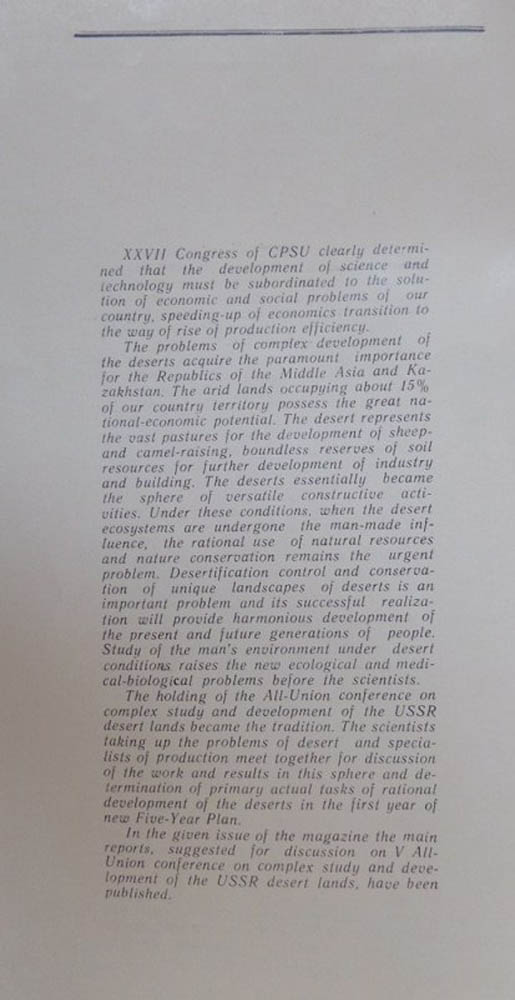 XXVII Congress of CPSU clearly determi-
ned that the development of science and
technology must be subordinated to the solu-
tion of economic and social problems of our
country, speeding-up of economics transition to
the way of rise of production efficiency.
The problems of complex development of
the deserts acquire the paramount importance
for the Republics of the Middle Asia and Ka-
zakhstan. The arid lands occupying about 15%
of our country territory possess the great na-
tional-economic potential. The desert represents
the vast pastures for the development of sheep-
and camel-raising, boundless reserves of soil
resources for further development of industry
and building. The deserts essentially became
the sphere of versatile constructive acti-
vities. Under these conditions, when the desert
ecosystems are undergone the man-made inf-
luence, the rational use of natural resources
and nature conservation remains the urgent
problem. Desertification control and conserva-
tion of unique landscapes of deserts is an
important problem and its successful realiza-
tion will provide harmonious development of
the present and future generations of people.
Study of the man's environment under desert
conditions raises the new ecological and medi-
cal-biological problems before the scientists.
The holding of the All-Union conference on
complex study and development of the USSR
desert lands became the tradition. The scientists
taking up the problems of desert and specia-
lists of production meet together for discussion
of the work and results in this sphere and de-
termination of primary actual tasks of rational
development of the deserts in the first year of
new Five-Year Plan.
In the given issue of the magazine the main
reports, suggested for discussion on V All-
Union conference on complex study and deve-
lopment of the USSR desert lands, have been
published.